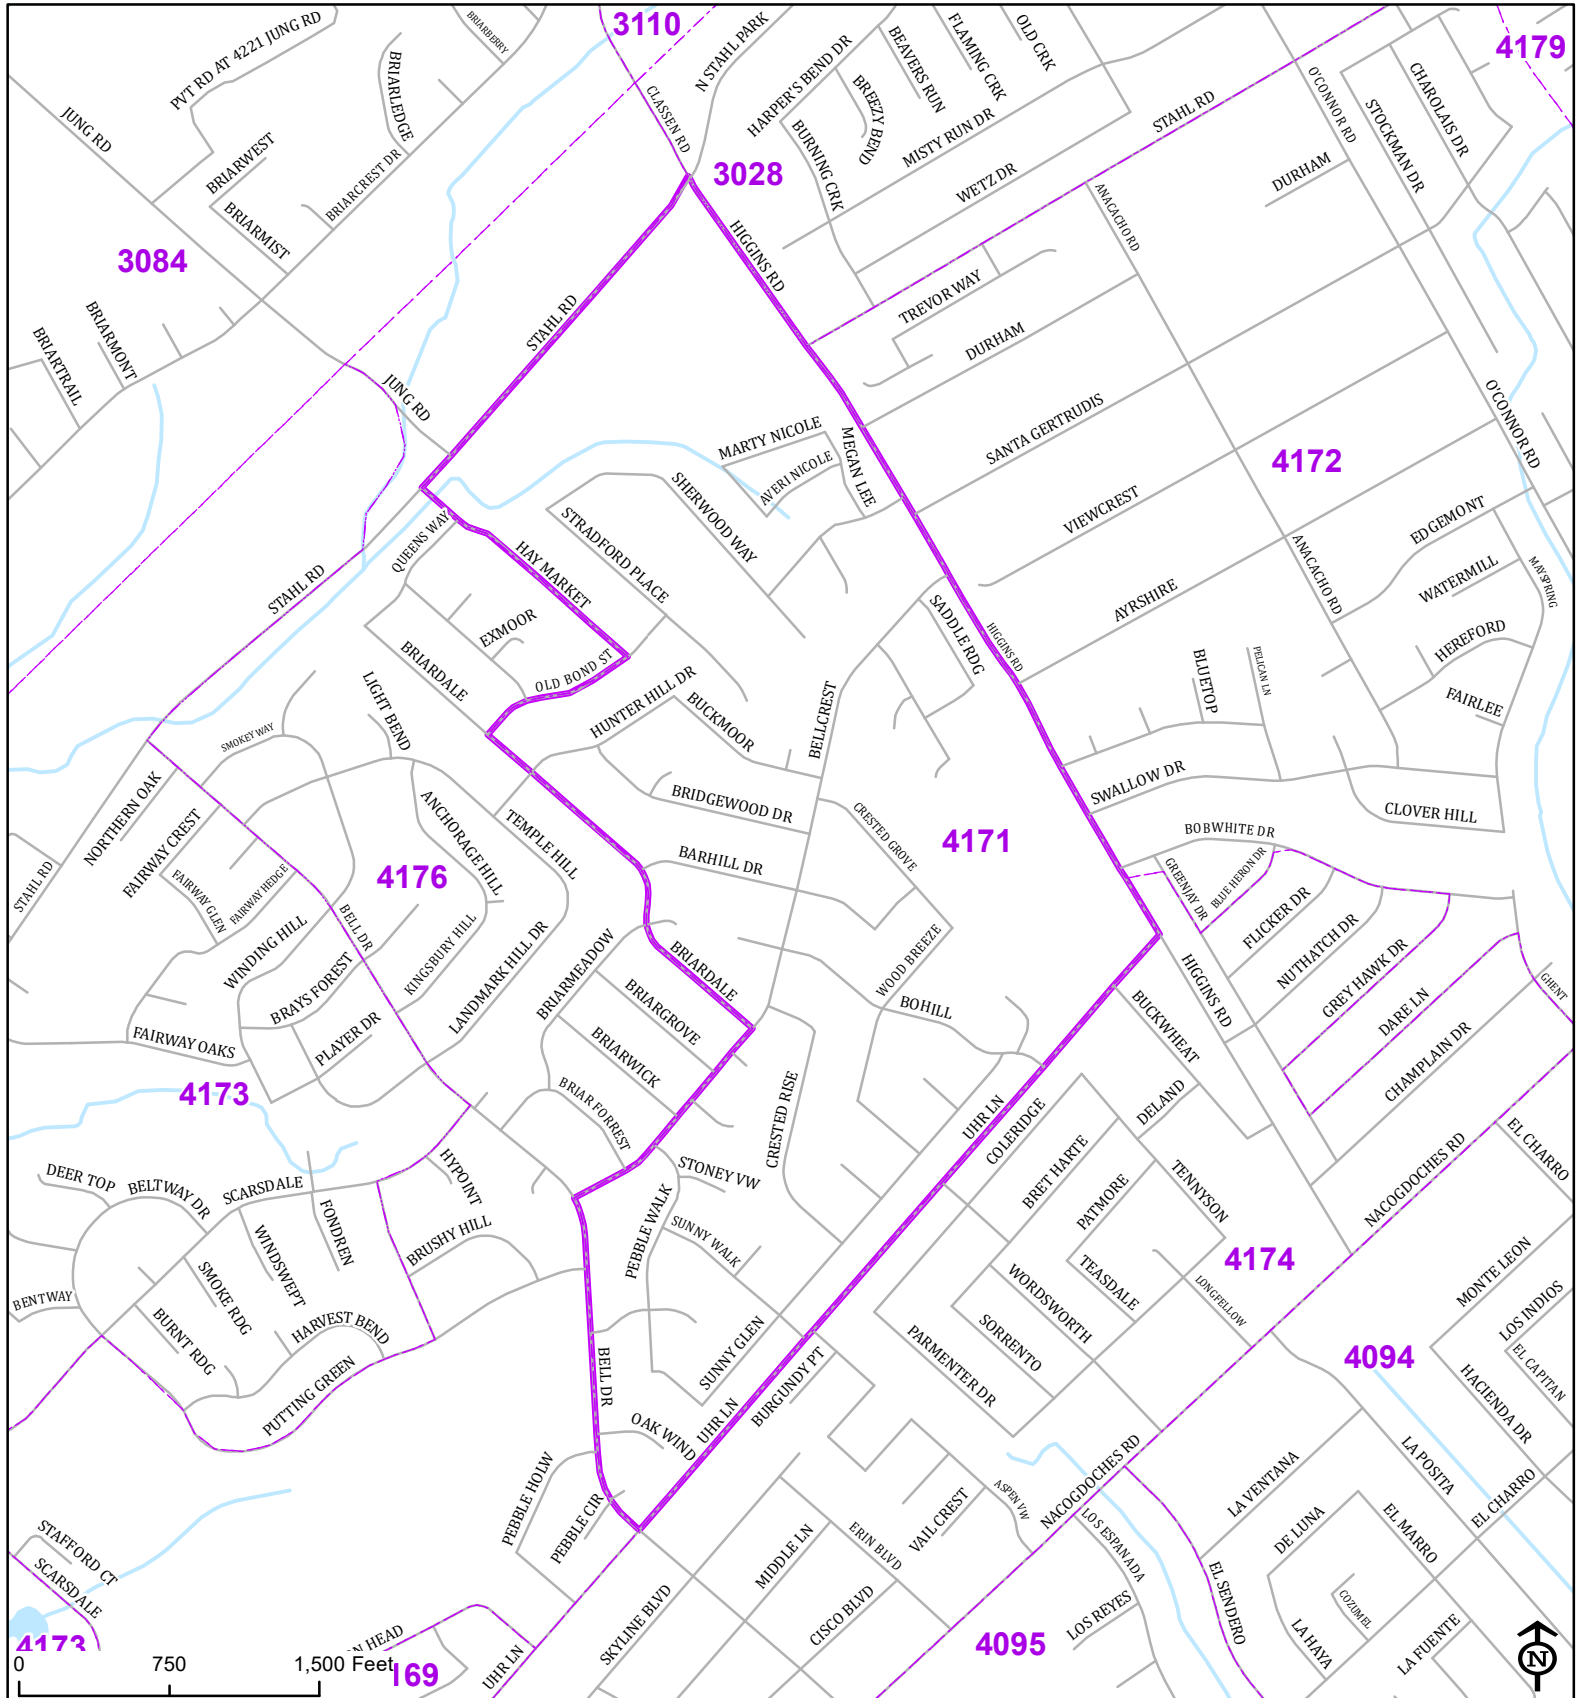 3110
4179
PVT RD AT 4221 JUNG RD
BRIARBERRY
BRIARLEDGE
N STAHL PARK
HARPER'S BEND DR
BEAVERS RUN
FLAMING CRK
OLD CRK
O'CONNOR RD
CHAROLAIS DR
STOCKMAN DR
JUNG RD
CLASSEN RD
BREEZY BEND
STAHL RD
BRIARWEST
BRIARCREST DR
3028
BURNING CRK
MISTY RUN DR
WETZ DR
DURHAM
BRIARMIST
ANACACHO RD
3084
HIGGINS RD
STAHL RD
TREVOR WAY
BRIARMONT
BRIARTRAIL
DURHAM
JUNG RD
SANTA GERTRUDIS
O'CONNOR RD
MARTY NICOLE
MEGAN LEE
AVERI NICOLE
4172
SHERWOOD WAY
VIEWCREST
EDGEMONT
QUEENS WAY
HAY MARKET
STRADFORD PLACE
ANACACHO RD
WATERMILL
MAYSPRING
STAHL RD
AYRSHIRE
SADDLE RDG
EXMOOR
HIGGINS RD
HEREFORD
BRIARDALE
OLD BOND ST
BLUETOP
PELICAN LN
LIGHT BEND
HUNTER HILL DR
BUCKMOOR
BELLCREST
FAIRLEE
SMOKEY WAY
SWALLOW DR
NORTHERN OAK
ANCHORAGE HILL
TEMPLE HILL
BRIDGEWOOD DR
CRESTED GROVE
CLOVER HILL
FAIRWAY CREST
4171
BOBWHITE DR
STAHL RD
4176
BARHILL DR
FAIRWAY GLEN
FAIRWAY HEDGE
GREENJAY DR
BLUE HERON DR
BELL DR
WINDING HILL
KINGSBURY HILL
LANDMARK HILL DR
FLICKER DR
NUTHATCH DR
BRIARMEADOW
BRIARDALE
WOOD BREEZE
GREY HAWK DR
BRAYS FOREST
HIGGINS RD
BRIARGROVE
BOHILL
BUCKWHEAT
DARE LN
GHENT
FAIRWAY OAKS
PLAYER DR
BRIARWICK
CHAMPLAIN DR
4173
BRIAR FORREST
CRESTED RISE
UHR LN
COLERIDGE
DELAND
EL CHARRO
NACOGDOCHES RD
DEER TOP
BELTWAY DR
SCARSDALE
HYPOINT
STONEY VW
BRET HARTE
PATMORE
TENNYSON
FONDREN
WINDSWEPT
BRUSHY HILL
PEBBLE WALK
SUNNY WALK
4174
MONTE LEON
SMOKE RDG
TEASDALE
LONGFELLOW
BENTWAY
WORDSWORTH
LOS INDIOS
BURNT RDG
HARVEST BEND
SORRENTO
4094
PARMENTER DR
EL CAPITAN
PUTTING GREEN
BELL DR
SUNNY GLEN
BURGUNDY PT
HACIENDA DR
OAK WIND
UHR LN
LA POSITA
NACOGDOCHES RD
LA VENTANA
PEBBLE HOLW
ASPEN VW
EL CHARRO
PEBBLE CIR
VAIL CREST
DE LUNA
EL MARRO
LOS ESPANADA
STAFFORD CT
ERIN BLVD
MIDDLE LN
SCARSDALE
EL SENDERO
CISCO BLVD
LOS REYES
COZUMEL
SKYLINE BLVD
LA HAYA
LA FUENTE
4173
4095
N HEAD
169
UHR LN
N
0 750 1,500 Feet